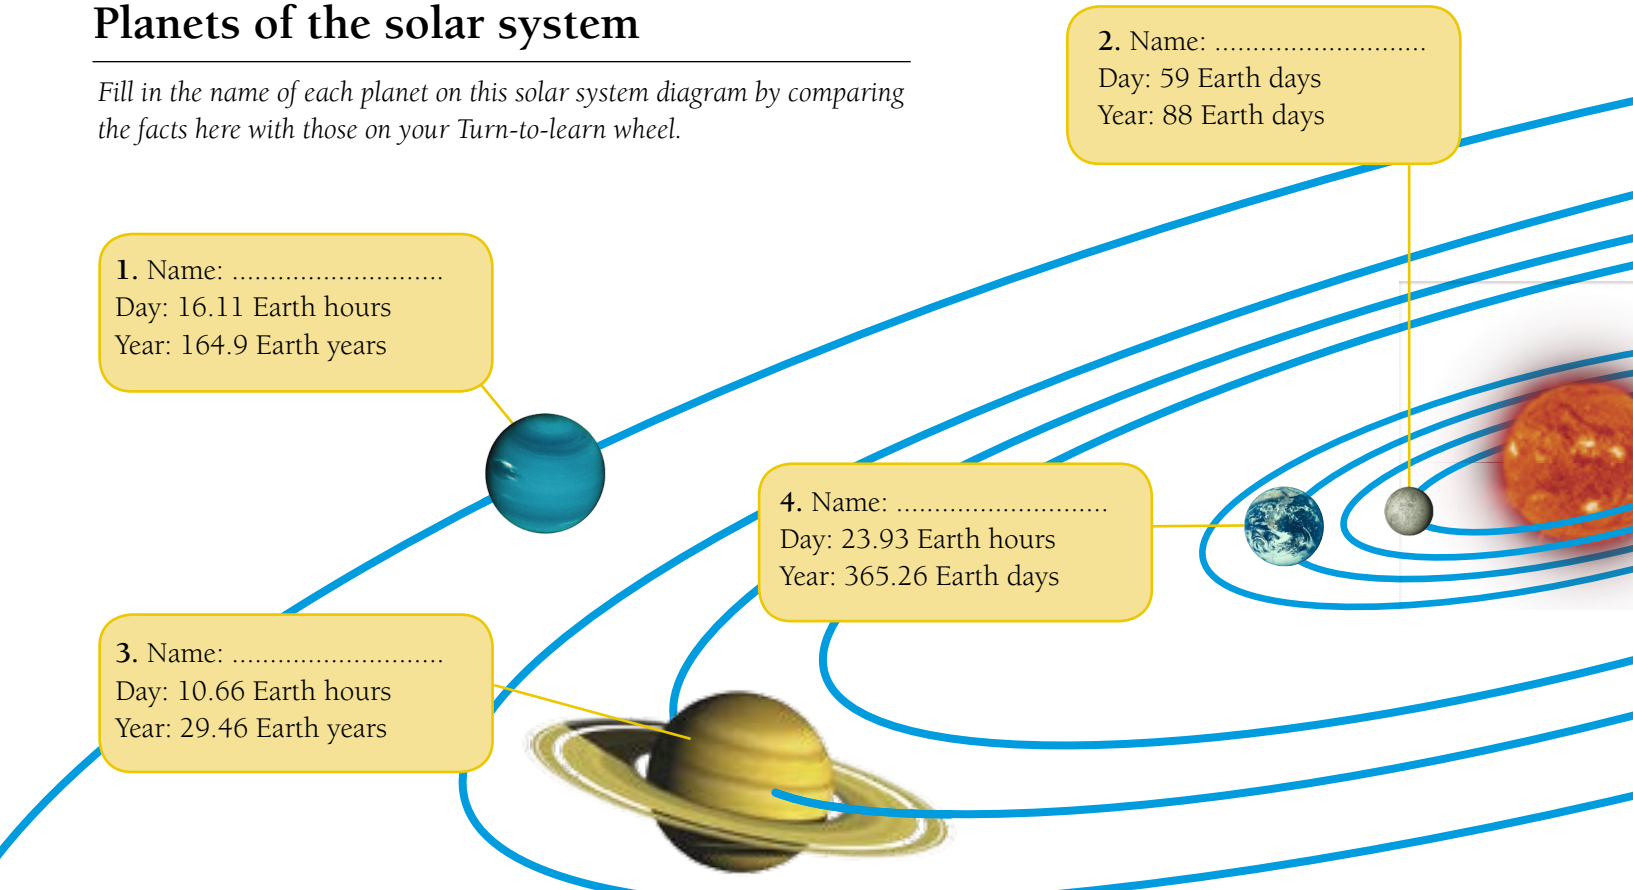 Planets of the solar system
Fill in the name of each planet on this solar system diagram by comparing
the facts here with those on your Turn-to-learn wheel.
2. Name: ............................
Day: 59 Earth days
Year: 88 Earth days
1. Name: ............................
Day: 16.11 Earth hours
Year: 164.9 Earth years
4. Name: ............................
Day: 23.93 Earth hours
Year: 365.26 Earth days
3. Name: ............................
Day: 10.66 Earth hours
Year: 29.46 Earth years